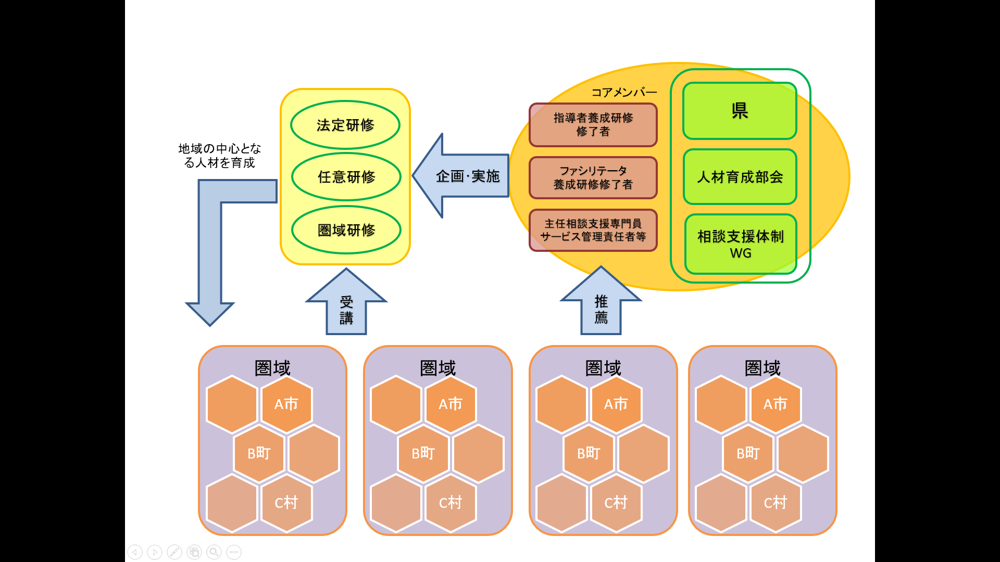 コアメンバー
指導者養成研修
修了者
ファシリテータ
養成研修修了者
主任相談支援専門員
サービス管理責任者等
県
人材育成部会
相談支援体制
WG
企画・実施
法定研修
任意研修
圏域研修
地域の中心とな
る人材を育成
受
講
推
薦
圏域
A市
B町
C村
圏域
A市
B町
C村
圏域
A市
B町
C村
圏域
A市
B町
C村